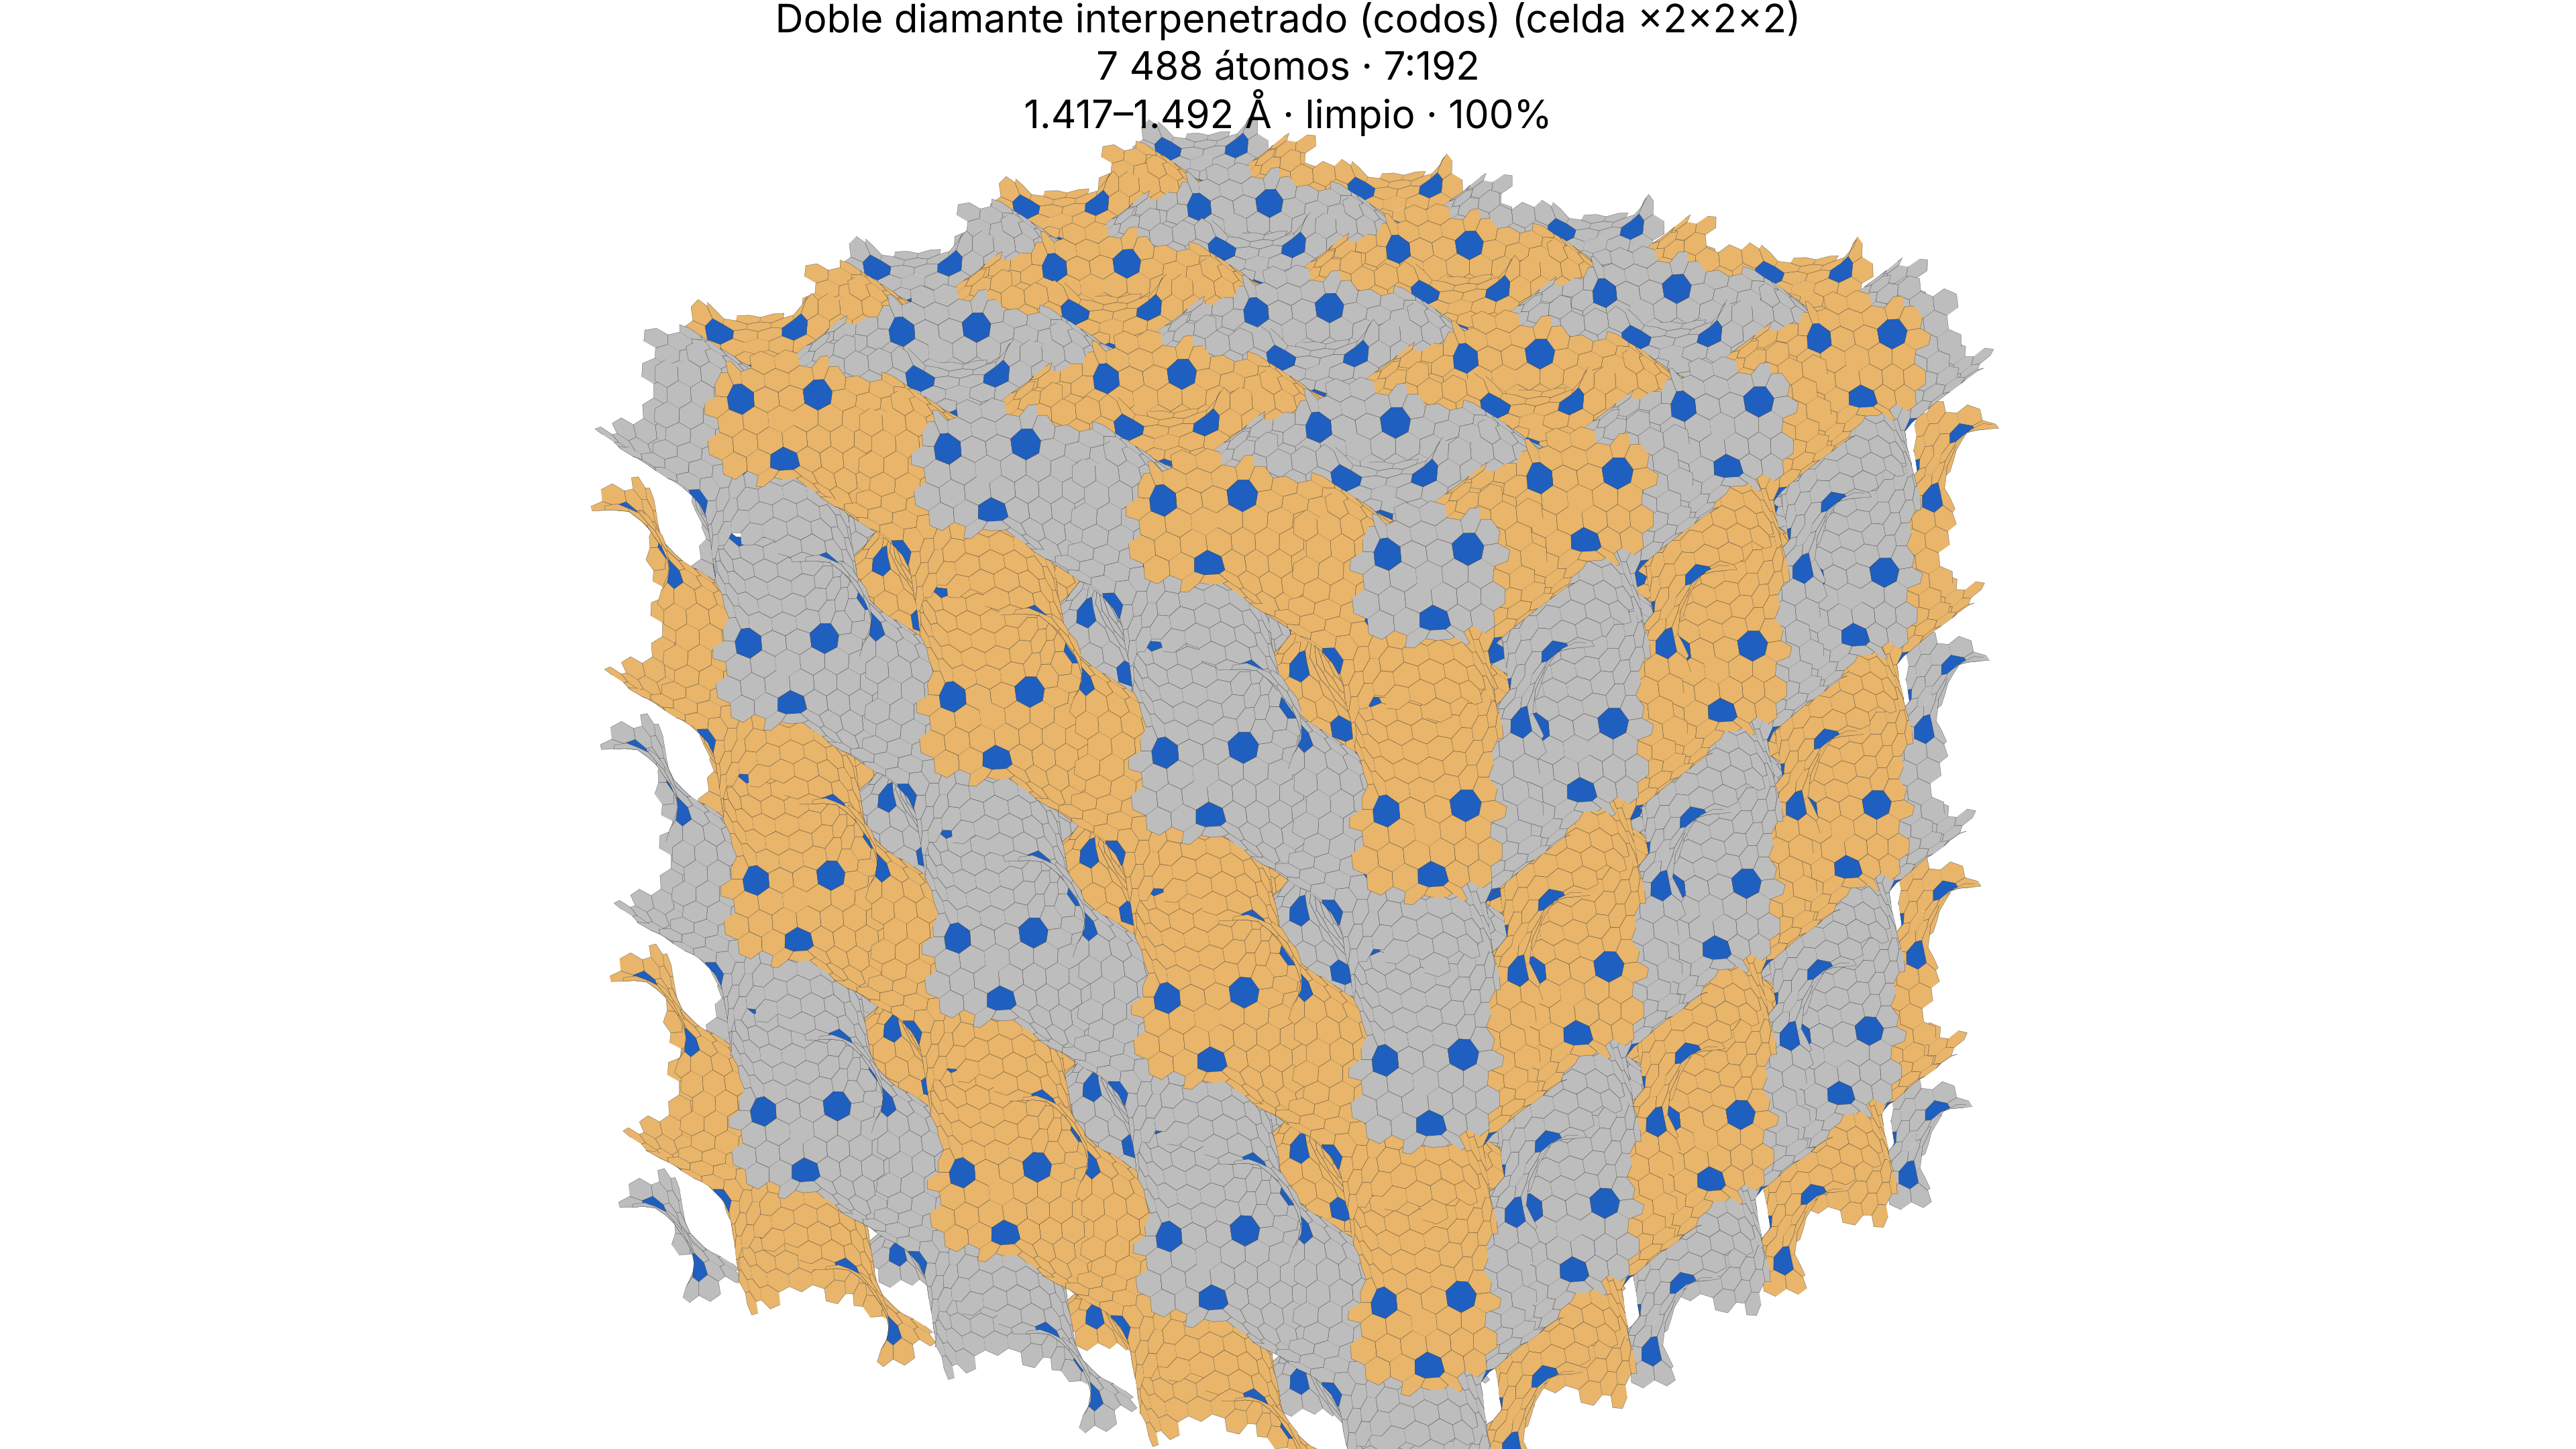 Doble diamante interpenetrado (codos) (celda ×2×2×2)
7 488 átomos · 7:192
1.417–1.492 Å · limpio · 100%